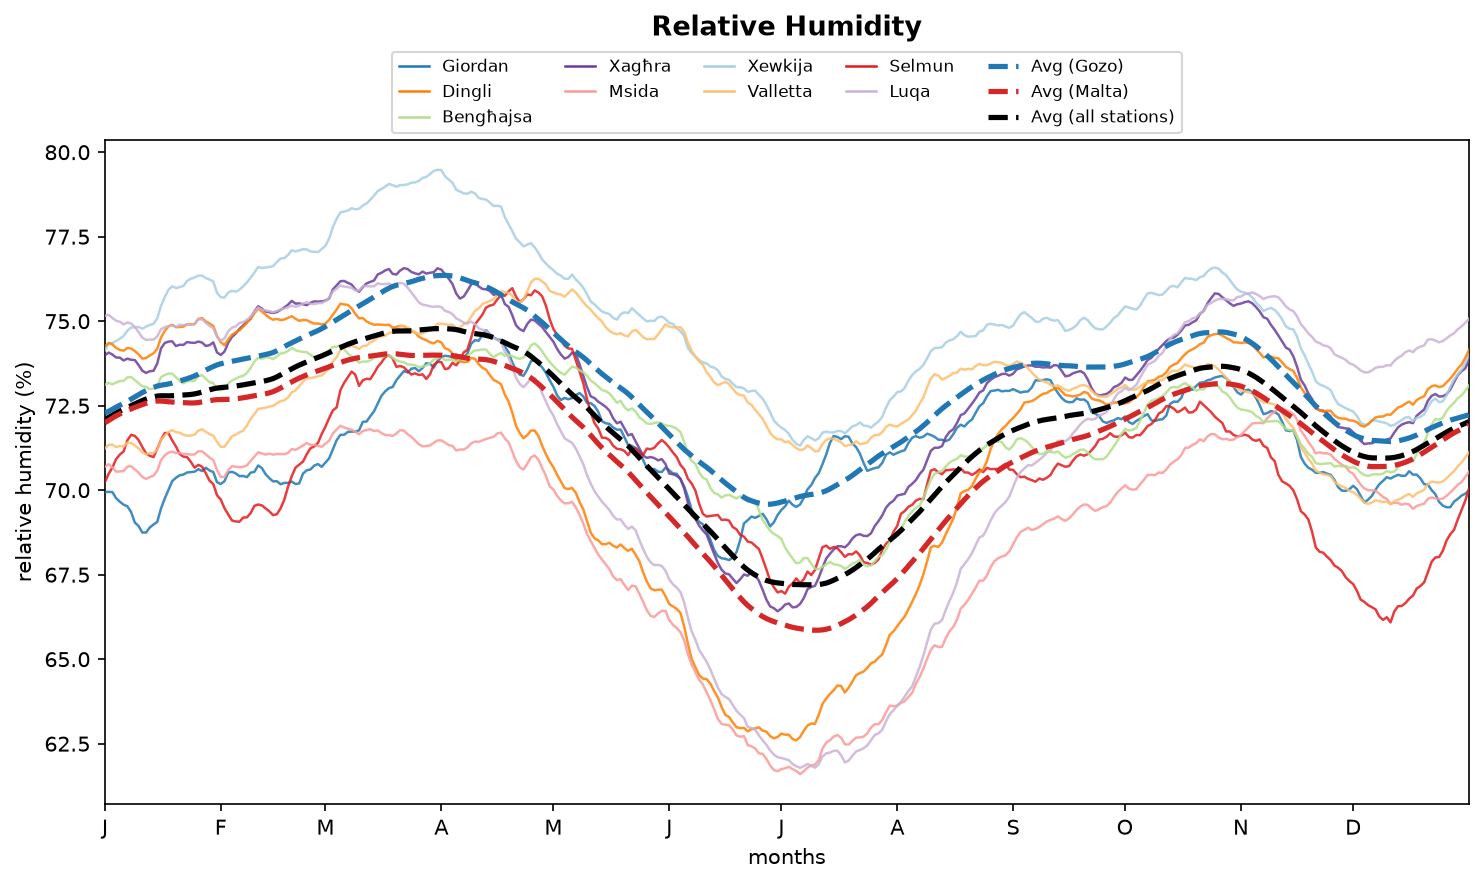 Relative Humidity
Giordan Xagħra Xewkija Selmun Avg (Gozo)
Dingli Msida Valletta Luqa Avg (Malta)
Bengħajsa Avg (all stations)
80.0
77.5
75.0
72.5
70.0
67.5
65.0
62.5
relative humidity (%)
J F M A M J J A S O N D
months